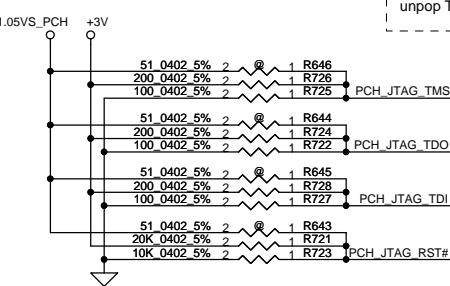 unpop T
1.05VS_PCH +3V
51_0402_5% 2 @ 1 R646
200_0402_5% 2 1 R726
100_0402_5% 2 1 R725 PCH_JTAG_TMS
51_0402_5% 2 @ 1 R644
200_0402_5% 2 1 R724
100_0402_5% 2 1 R722 PCH_JTAG_TDO
51_0402_5% 2 @ 1 R645
200_0402_5% 2 1 R728
100_0402_5% 2 1 R727 PCH_JTAG_TDI
51_0402_5% 2 @ 1 R643
20K_0402_5% 2 1 R721
10K_0402_5% 2 1 R723 PCH_JTAG_RST#